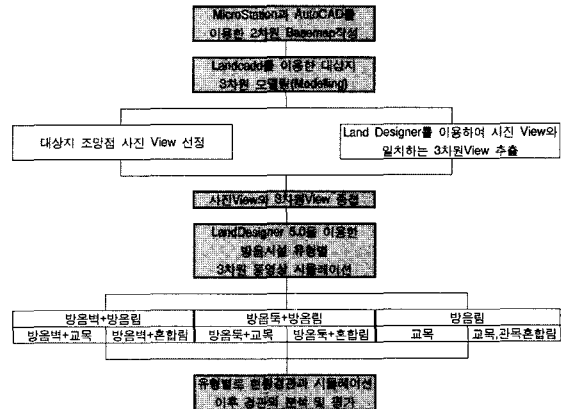 MicroStation과 AutoCAD를
이용한 2차원 Basemap작성
Landcadd를 이용한 대상지
3차원 모델링(Modelling)
대상지 조망점 사진 View 선정
Land Designer를 이용하여 사진 View와
일치하는 3차원View 추출
사진View와 3차원View 중첩
LandDesigner 5.0을 이용한
방음시설 유형별
3차원 동영상 시뮬레이션
방음벽+방음림 방음둑+방음림 방음림
방음벽+교목 방음벽+혼합림 방음둑+교목 방음둑+혼합림 교목 교목,관목혼합림
유형별로 현황경관과 시뮬레이션
이후 경관의 분석 및 평가